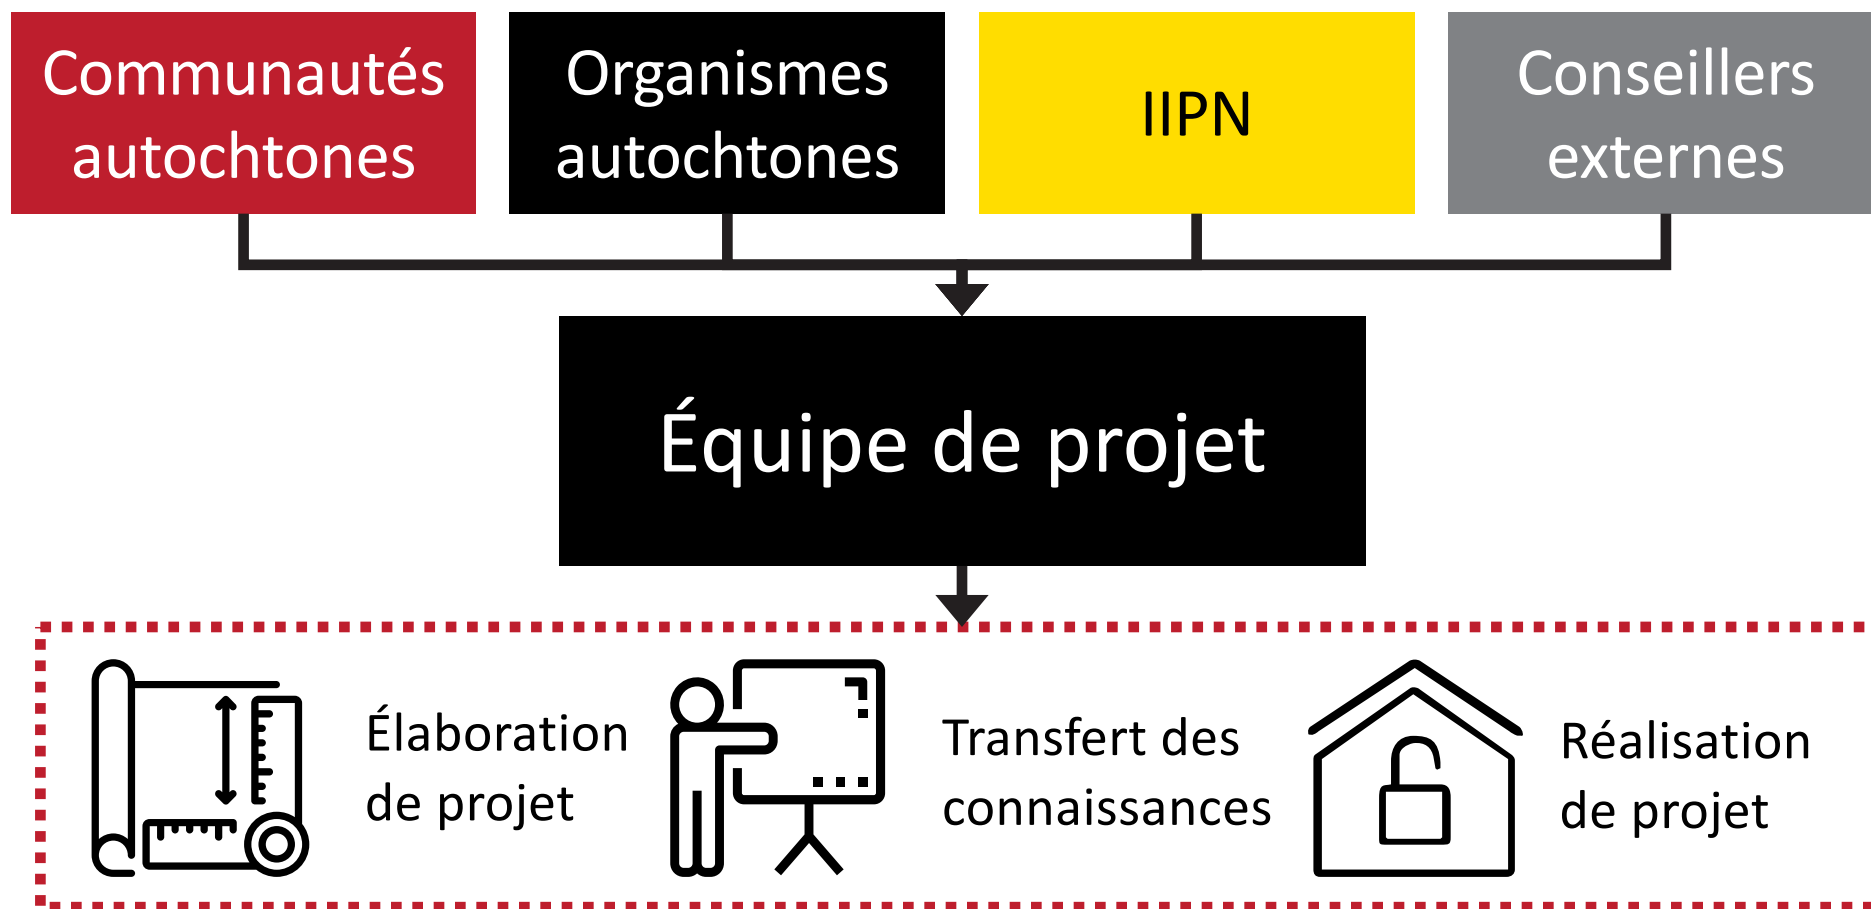 Communautés
autochtones
Organismes
autochtones
IIPN
Conseillers
externes
Équipe de projet
Élaboration
de projet
Transfert des
connaissances
Réalisation
de projet